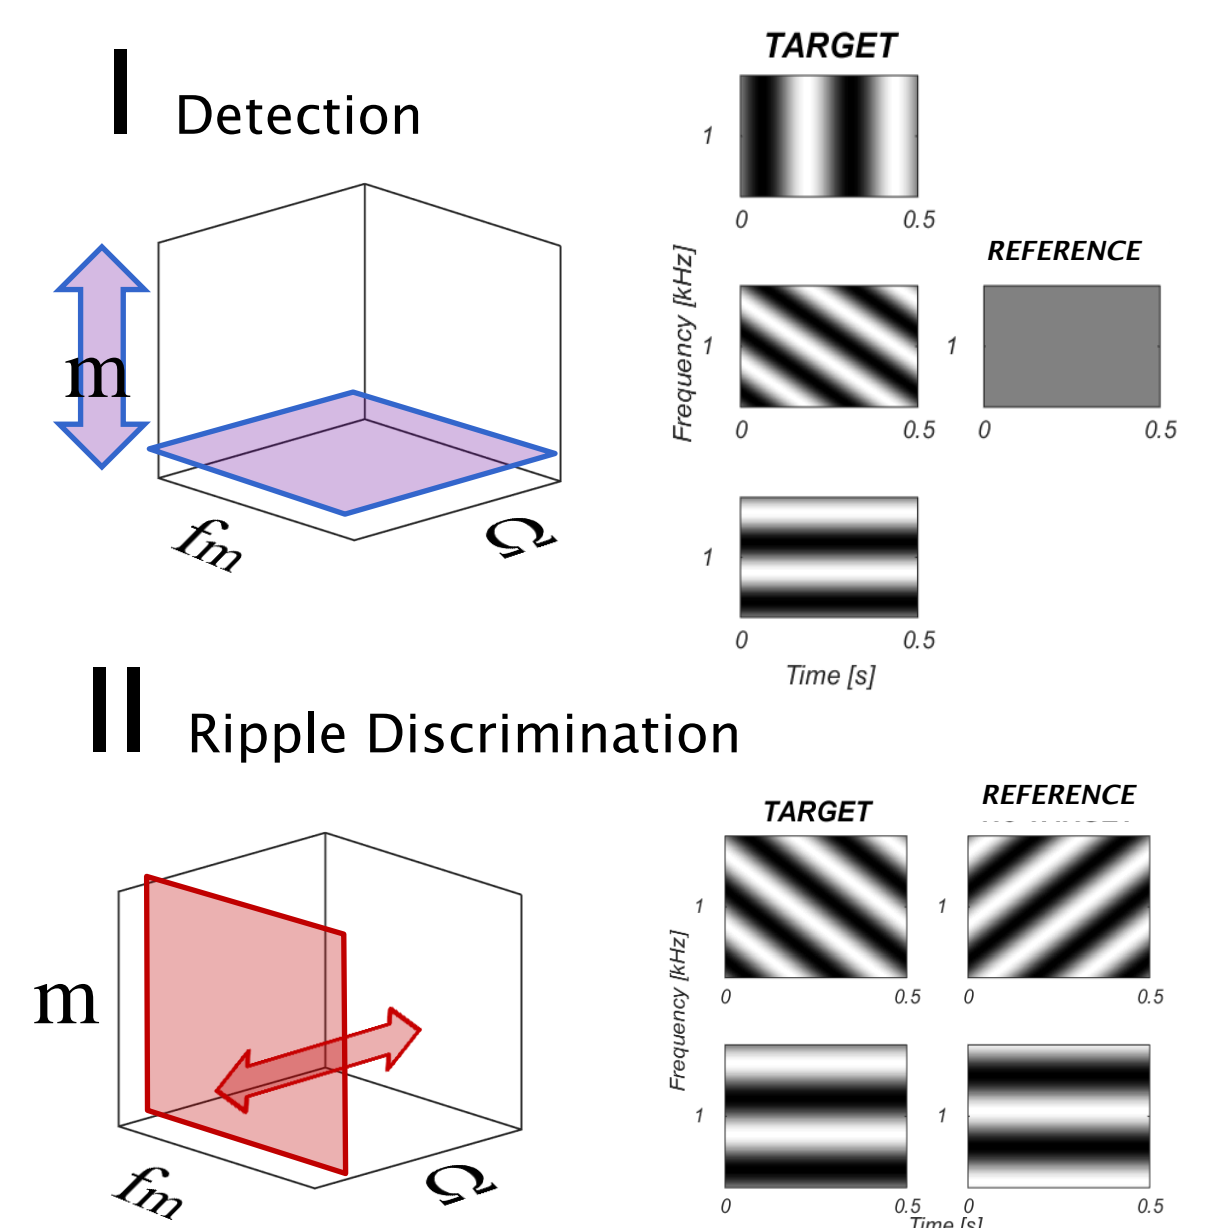 I Detection
TARGET
1
0 0.5
REFERENCE
m
Frequency [kHz]
1
0 0.5
1
0 0.5
fm Ω
1
0 0.5
Time [s]
II Ripple Discrimination
TARGET
REFERENCE
m
Frequency [kHz]
1
0 0.5
1
0 0.5
1
0 0.5
1
0 0.5
fm Ω
Time [s]